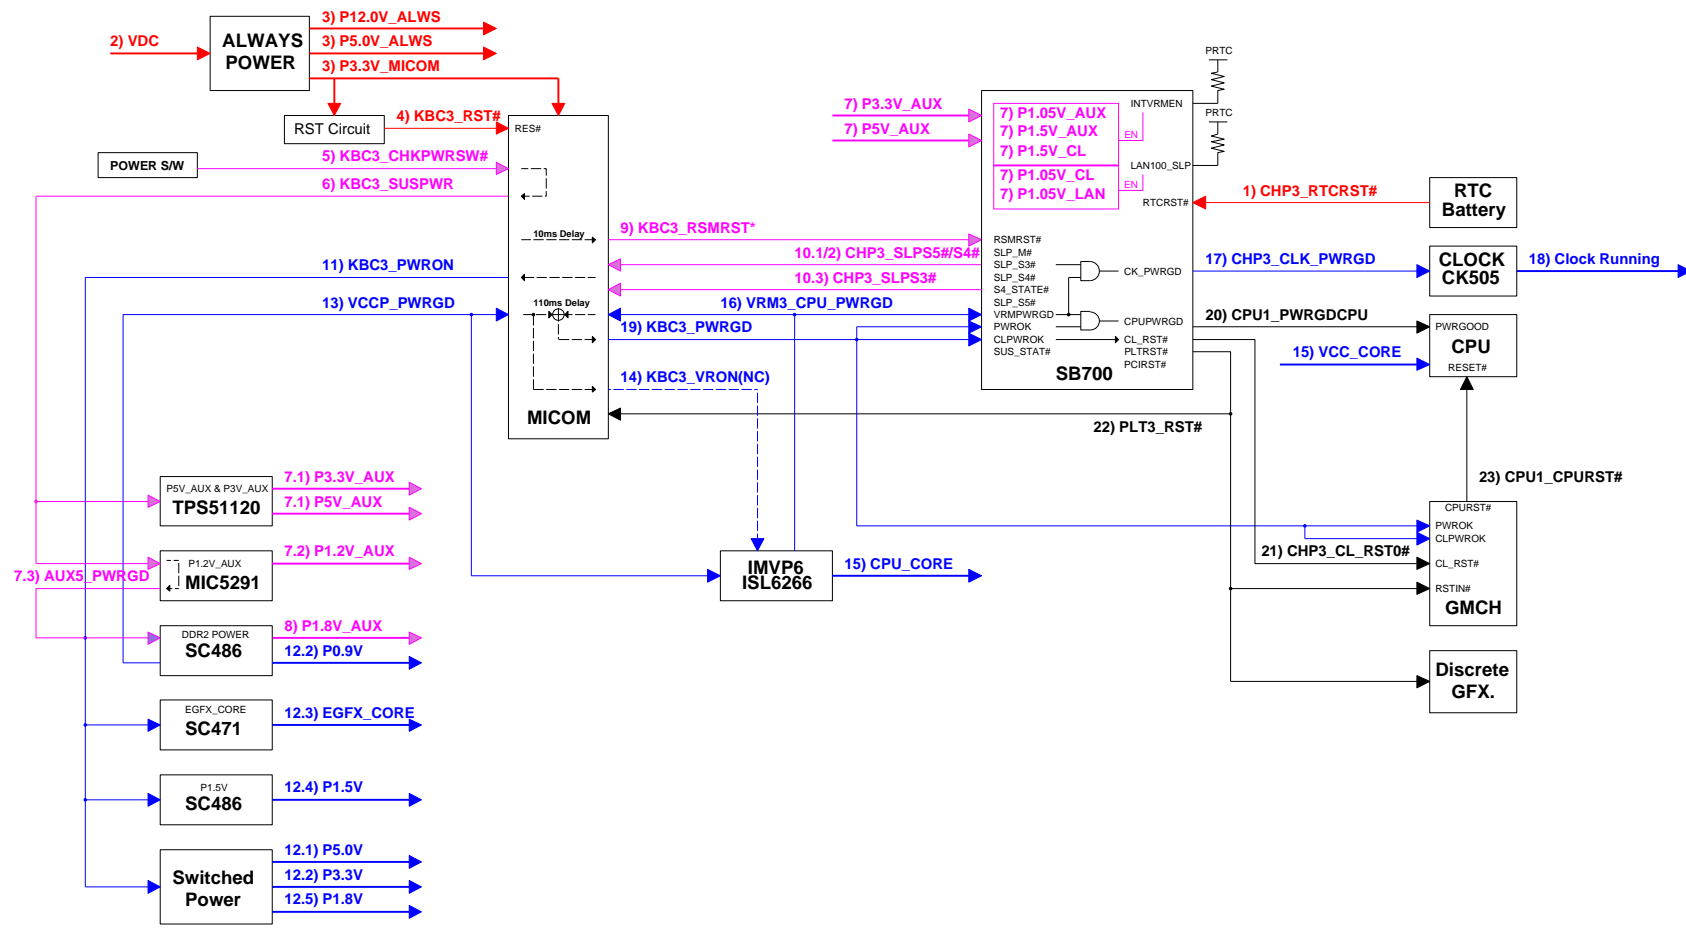 2) VDC
ALWAYS
POWER
3) P12.0V_ALWS
3) P5.0V_ALWS
3) P3.3V_MICOM
RST Circuit
4) KBC3_RST#
RES#
POWER S/W
5) KBC3_CHKPWRSW#
6) KBC3_SUSPWR
10ms Delay
9) KBC3_RSMRST*
10.1/2) CHP3_SLPS5#/S4#
11) KBC3_PWRON
10.3) CHP3_SLPS3#
13) VCCP_PWRGD
110ms Delay
16) VRM3_CPU_PWRGD
19) KBC3_PWRGD
14) KBC3_VRON(NC)
MICOM
22) PLT3_RST#
7) P3.3V_AUX
7) P5V_AUX
7) P1.05V_AUX
7) P1.5V_AUX
7) P1.5V_CL
EN
7) P1.05V_CL
7) P1.05V_LAN
EN
PRTC
INTVRMEN
PRTC
LAN100_SLP
RTCRST#
RSMRST#
SLP_M#
SLP_S3#
SLP_S4#
S4_STATE#
SLP_S5#
VRMPWRGD
PWROK
CLPWROK
SUS_STAT#
CK_PWRGD
CPUPWRGD
CL_RST#
PLTRST#
PCIRST#
SB700
1) CHP3_RTCRST#
RTC
Battery
17) CHP3_CLK_PWRGD
CLOCK
CK505
18) Clock Running
20) CPU1_PWRGDCPU
PWRGOOD
CPU
RESET#
15) VCC_CORE
23) CPU1_CPURST#
CPURST#
PWROK
CLPWROK
CL_RST#
RSTIN#
GMCH
21) CHP3_CL_RST0#
Discrete
GFX.
P5V_AUX & P3V_AUX
TPS51120
7.1) P3.3V_AUX
7.1) P5V_AUX
P1.2V_AUX
MIC5291
7.2) P1.2V_AUX
7.3) AUX5_PWRGD
IMVP6
ISL6266
15) CPU_CORE
DDR2 POWER
SC486
8) P1.8V_AUX
12.2) P0.9V
EGFX_CORE
SC471
12.3) EGFX_CORE
P1.5V
SC486
12.4) P1.5V
Switched
Power
12.1) P5.0V
12.2) P3.3V
12.5) P1.8V